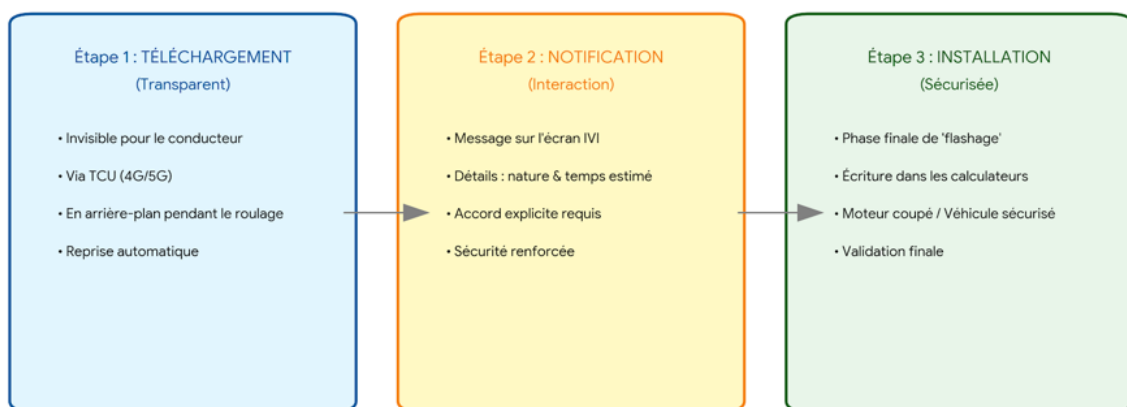 Étape 1 : TÉLÉCHARGEMENT
(Transparent)
• Invisible pour le conducteur
• Via TCU (4G/5G)
• En arrière-plan pendant le roulage
• Reprise automatique
Étape 2 : NOTIFICATION
(Interaction)
• Message sur l'écran IVI
• Détails : nature & temps estimé
• Accord explicite requis
• Sécurité renforcée
Étape 3 : INSTALLATION
(Sécurisée)
• Phase finale de 'flashage'
• Écriture dans les calculateurs
• Moteur coupé / Véhicule sécurisé
• Validation finale